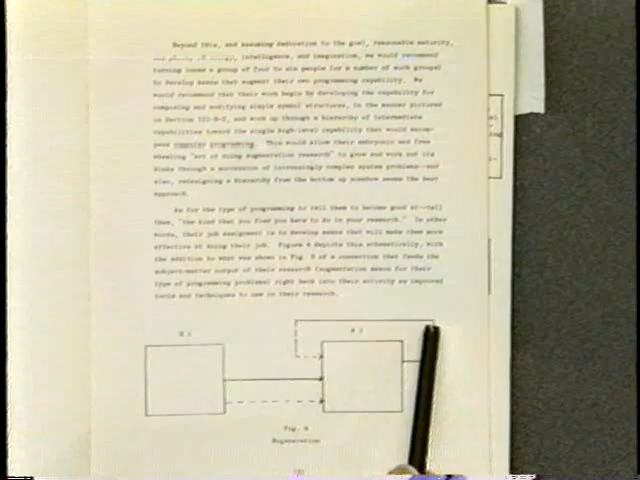 Beyond this, and assuming dedication to the goal, reasonable maturity,
and plenty of energy, intelligence, and imagination, we would recommend
turning loose a group of four to six people (or a number of such groups)
to develop means that augment their own programming capability. We
would recommend that their work begin by developing the capability for
composing and modifying simple symbol structures, in the manner pictured
in Section III-B-2, and work up through a hierarchy of intermediate
capabilities toward the single high-level capability that would encom-
pass computer programming. This would allow their embryonic and free
wheeling "art of doing augmentation research" to grow and work out its
kinks through a succession of increasingly complex system problems--and
also, redesigning a hierarchy from the bottom up somehow seems the best
approach.
As for the type of programming to tell them to become good at--tell
them, "the kind that you find you have to do in your research." In other
words, their job assignment is to develop means that will make them more
effective at doing their job. Figure 4 depicts this schematically, with
the addition to what was shown in Fig. 3 of a connection that feeds the
subject-matter output of their research (augmentation means for their
type of programming problems) right back into their activity as improved
tools and techniques to use in their research.
Fig. 4
Regeneration